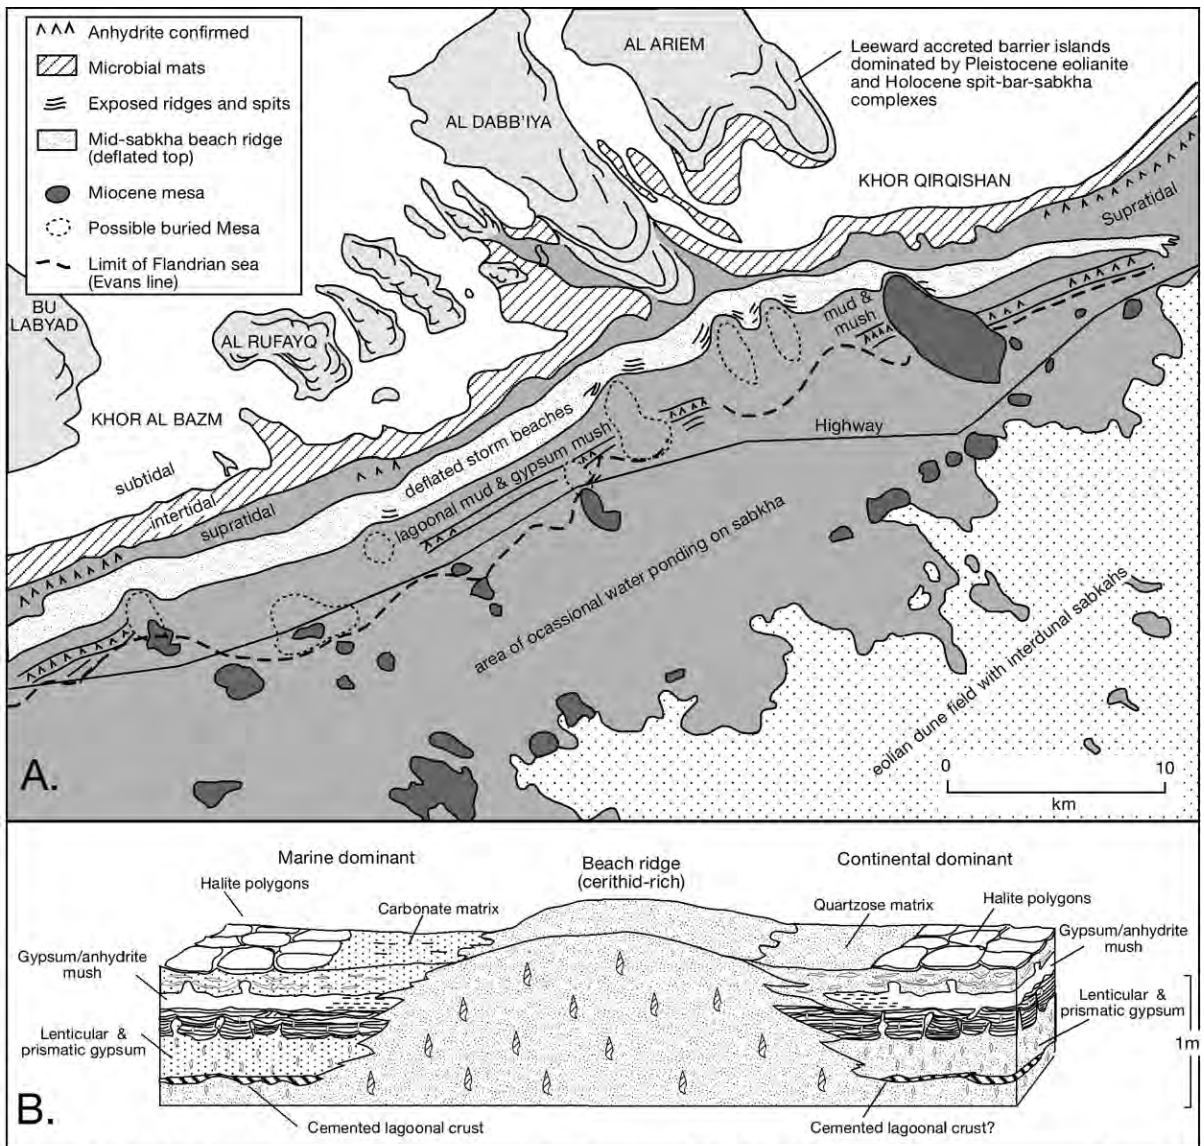 Anhydrite confirmed
Microbial mats
Exposed ridges and spits
Mid-sabkha beach ridge
(deflated top)
Miocene mesa
Possible buried Mesa
Limit of Flandrian sea
(Evans line)
AL ARIEM
Leeward accreted barrier islands
dominated by Pleistocene eolianite
and Holocene spit-bar-sabkha
complexes
AL DABB'IYA
KHOR QIRQISHAN
Supratidal
BU
LABYAD
AL RUFAYQ
mud &
mush
KHOR AL BAZM
Highway
subtidal
intertidal
supratidal
deflated storm beaches
lagoonal mud & gypsum mush
area of ocassional water ponding on sabkha
eolian dune field with interdunal sabkahs
0 10
km
A.
Marine dominant
Beach ridge
(cerithid-rich)
Continental dominant
Halite polygons
Carbonate matrix
Quartzose matrix
Halite polygons
Gypsum/anhydrite
mush
Gypsum/anhydrite
mush
Lenticular &
prismatic gypsum
Lenticular &
prismatic gypsum
1m
B.
Cemented lagoonal crust
Cemented lagoonal crust?